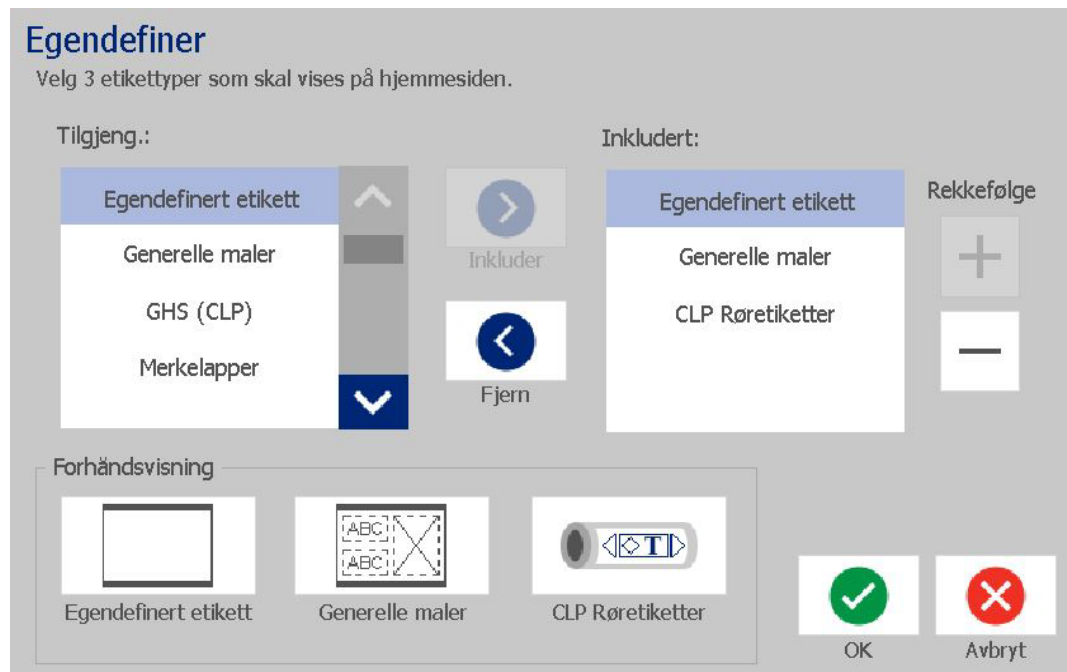 Egendefiner
Velg 3 etikettyper som skal vises på hjemmesiden.
Tilgjeng.:
Egendefinert etikett
Generelle maler
GHS (CLP)
Merkelapper
Inkluder
Fjern
Inkludert:
Egendefinert etikett
Generelle maler
CLP Røretiketter
Rekkefølge
Forhåndsvisning
ABC
ABC
T
Egendefinert etikett
Generelle maler
CLP Røretiketter
OK
Avbryt